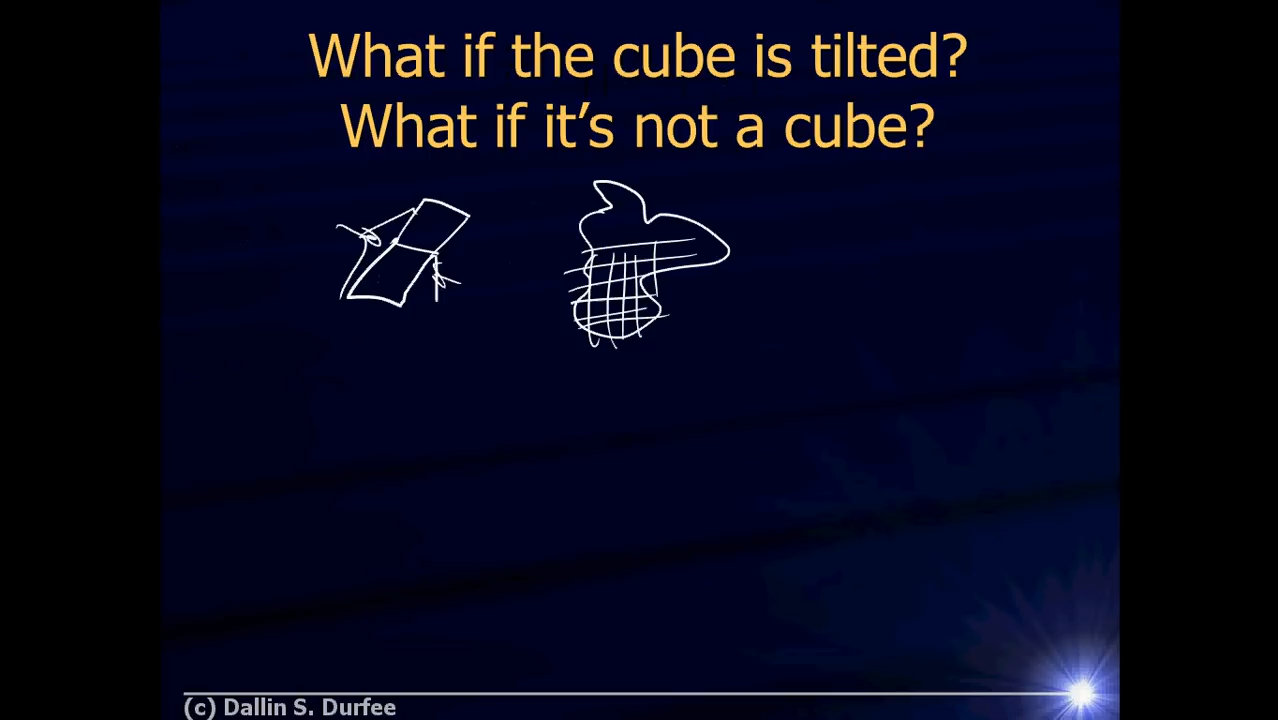 What if the cube is tilted?
What if it’s not a cube?
(c) Dallin S. Durfee